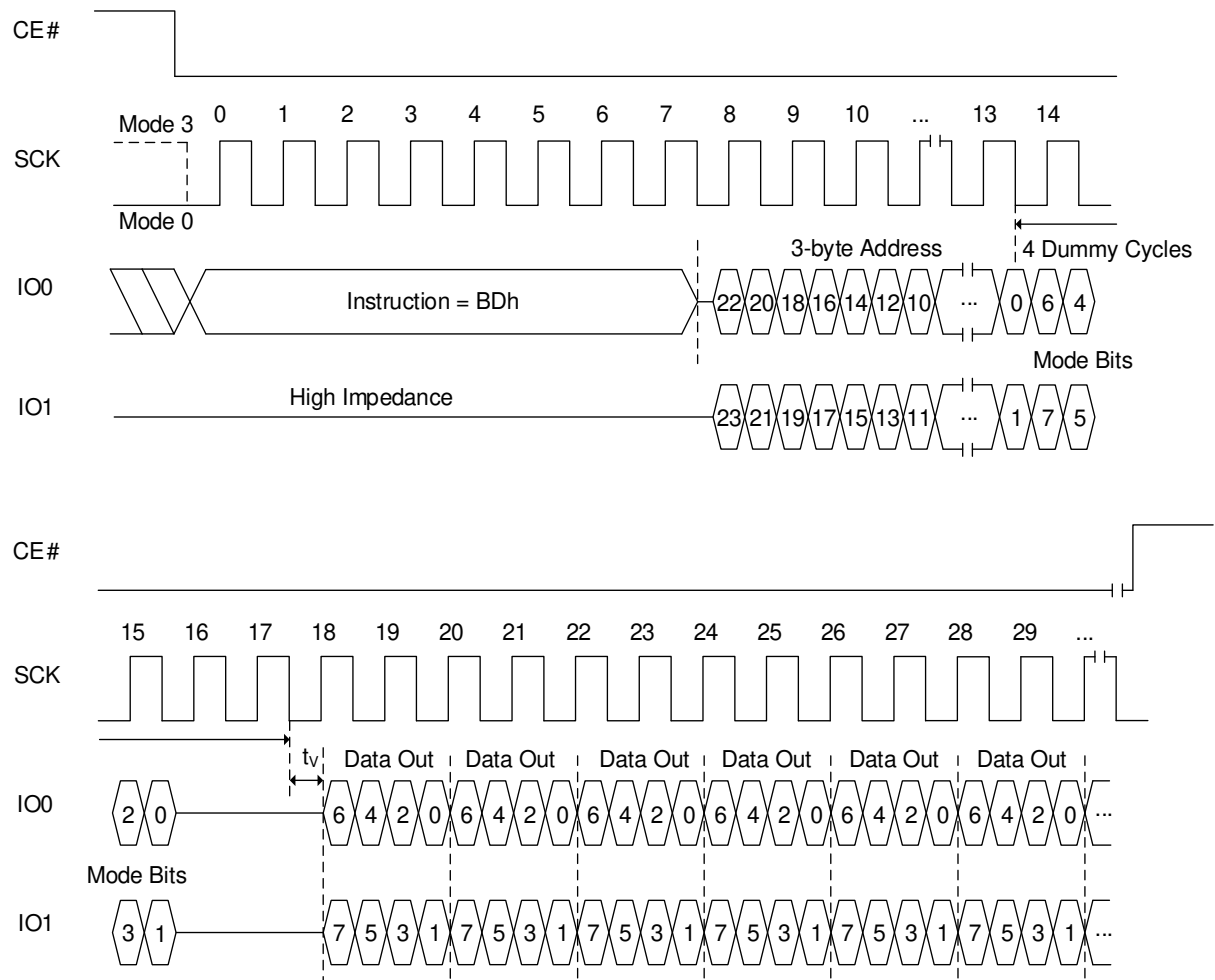 CE#
0 1 2 3 4 5 6 7 8 9 10 ... 13 14
Mode 3
SCK
Mode 0
3-byte Address 4 Dummy Cycles
IO0 Instruction = BDh 22 20 18 16 14 12 10 ... 0 6 4
Mode Bits
IO1 High Impedance 23 21 19 17 15 13 11 ... 1 7 5
CE#
15 16 17 18 19 20 21 22 23 24 25 26 27 28 29 ...
SCK
tV Data Out Data Out Data Out Data Out Data Out Data Out
IO0 2 0 6 4 2 0 6 4 2 0 6 4 2 0 6 4 2 0 6 4 2 0 6 4 2 0 ...
Mode Bits
IO1 3 1 7 5 3 1 7 5 3 1 7 5 3 1 7 5 3 1 7 5 3 1 7 5 3 1 ...